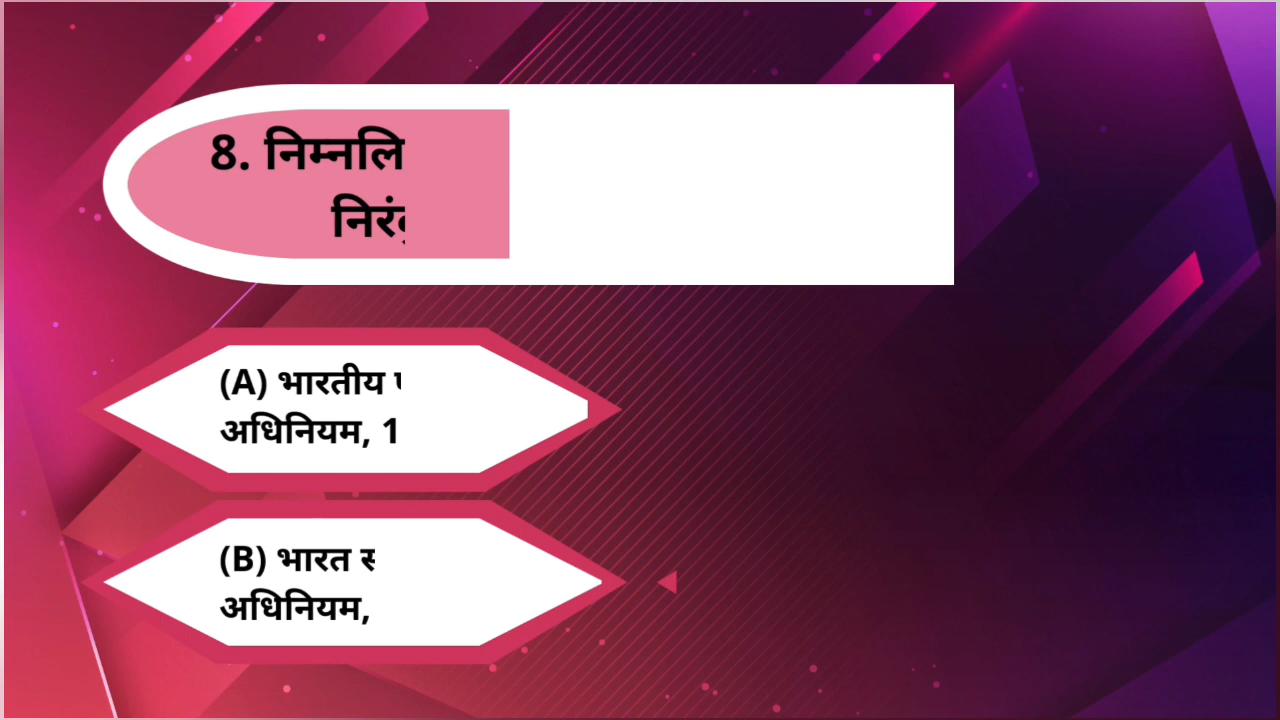 8. निम्नलि
निरं
(A) भारतीय
अधिनियम, 1
(B) भारत
अधिनियम,